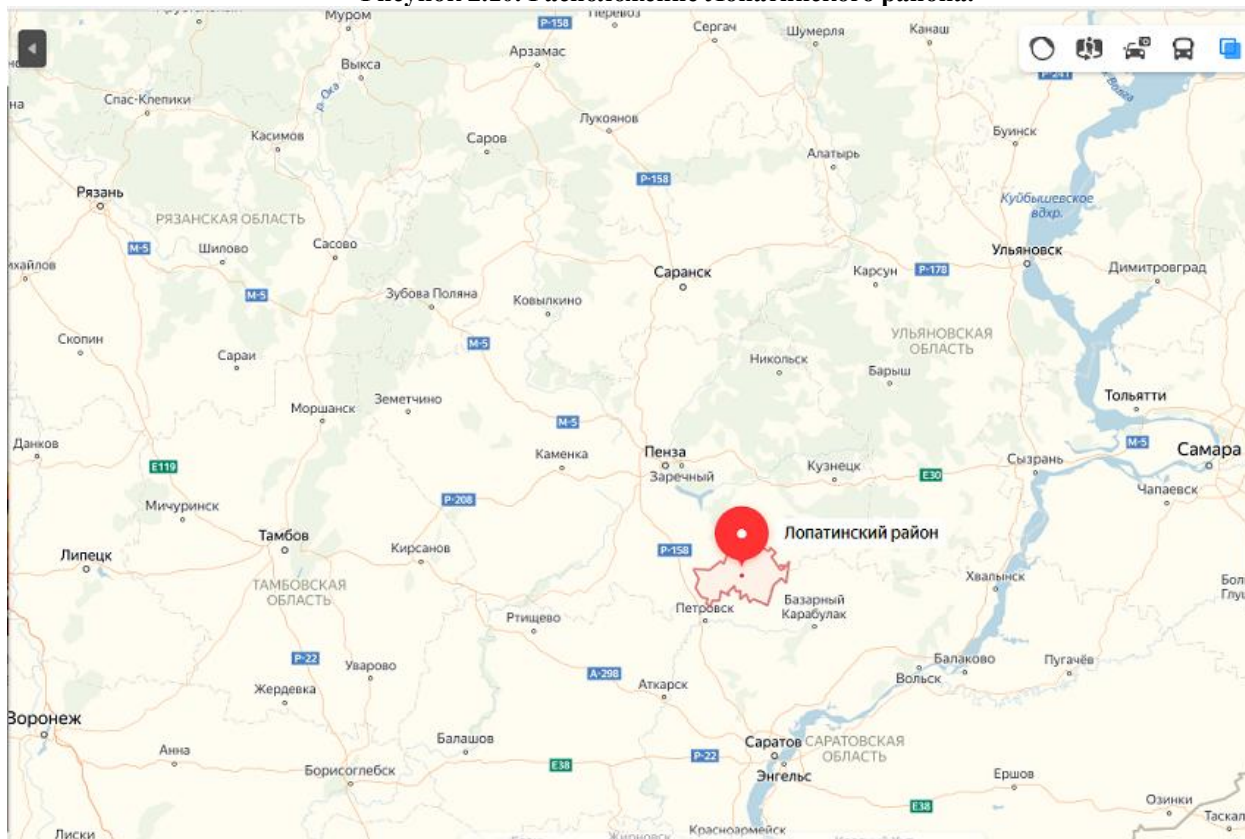 Перевоз
Муром
Р-158
Сергач
Шумерля
Канаш
Арзамас
Выкса
р. Ока
Волга
Спас-Клепики
Лукоянов
Касимов
Саров
Буинск
Алатырь
Р-158
Рязань
Куйбышевское
вдхр.
РЯЗАНСКАЯ ОБЛАСТЬ
М-5
Шилово
Сасово
Ульяновск
Саранск
Карсун
Р-178
Димитровград
ихайлов
М-5
Зубова Поляна
Ковылкино
Скопин
УЛЬЯНОВСКАЯ
ОБЛАСТЬ
Сараи
М-5
Никольск
Барыш
Моршанск
Земетчино
Тольятти
М-5
Данков
Пенза
М-5
Самара
Е119
Каменка
Заречный
Кузнецк
Е30
Сызрань
Чапаевск
Мичуринск
Р-208
Тамбов
Лопатинский район
Липецк
Кирсанов
Р-158
ТАМБОВСКАЯ
ОБЛАСТЬ
Хвалынск
Петровск
Базарный
Карабулак
Ртищево
Р-22
Уварово
А-298
Балаково
Пугачёв
Жердевка
Аткарск
Вольск
Воронеж
Анна
Балашов
Саратов
САРАТОВСКАЯ
ОБЛАСТЬ
Борисоглебск
Е38
Р-22
Энгельс
Ершов
Е38
Озинки
Лиски
Красноармейск